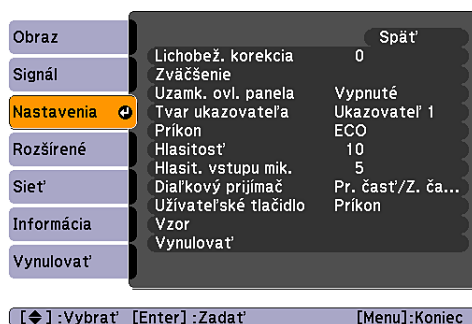 Obraz
Signál
Nastavenia
Rozšírené
Sieť
Informácia
Vynulovať
Späť
Lichobež. korekcia 0
Zväčšenie
Uzamk. ovl. panela Vypnuté
Tvar ukazovateľa Ukazovateľ 1
Príkon ECO
Hlasitosť 10
Hlasit. vstupu mik. 5
Diaľkový prijímač Pr. časť/Z. ča...
Užívateľské tlačidlo Príkon
Vzor
Vynulovať
[ ] :Vybrať [Enter] :Zadať [Menu]:Koniec